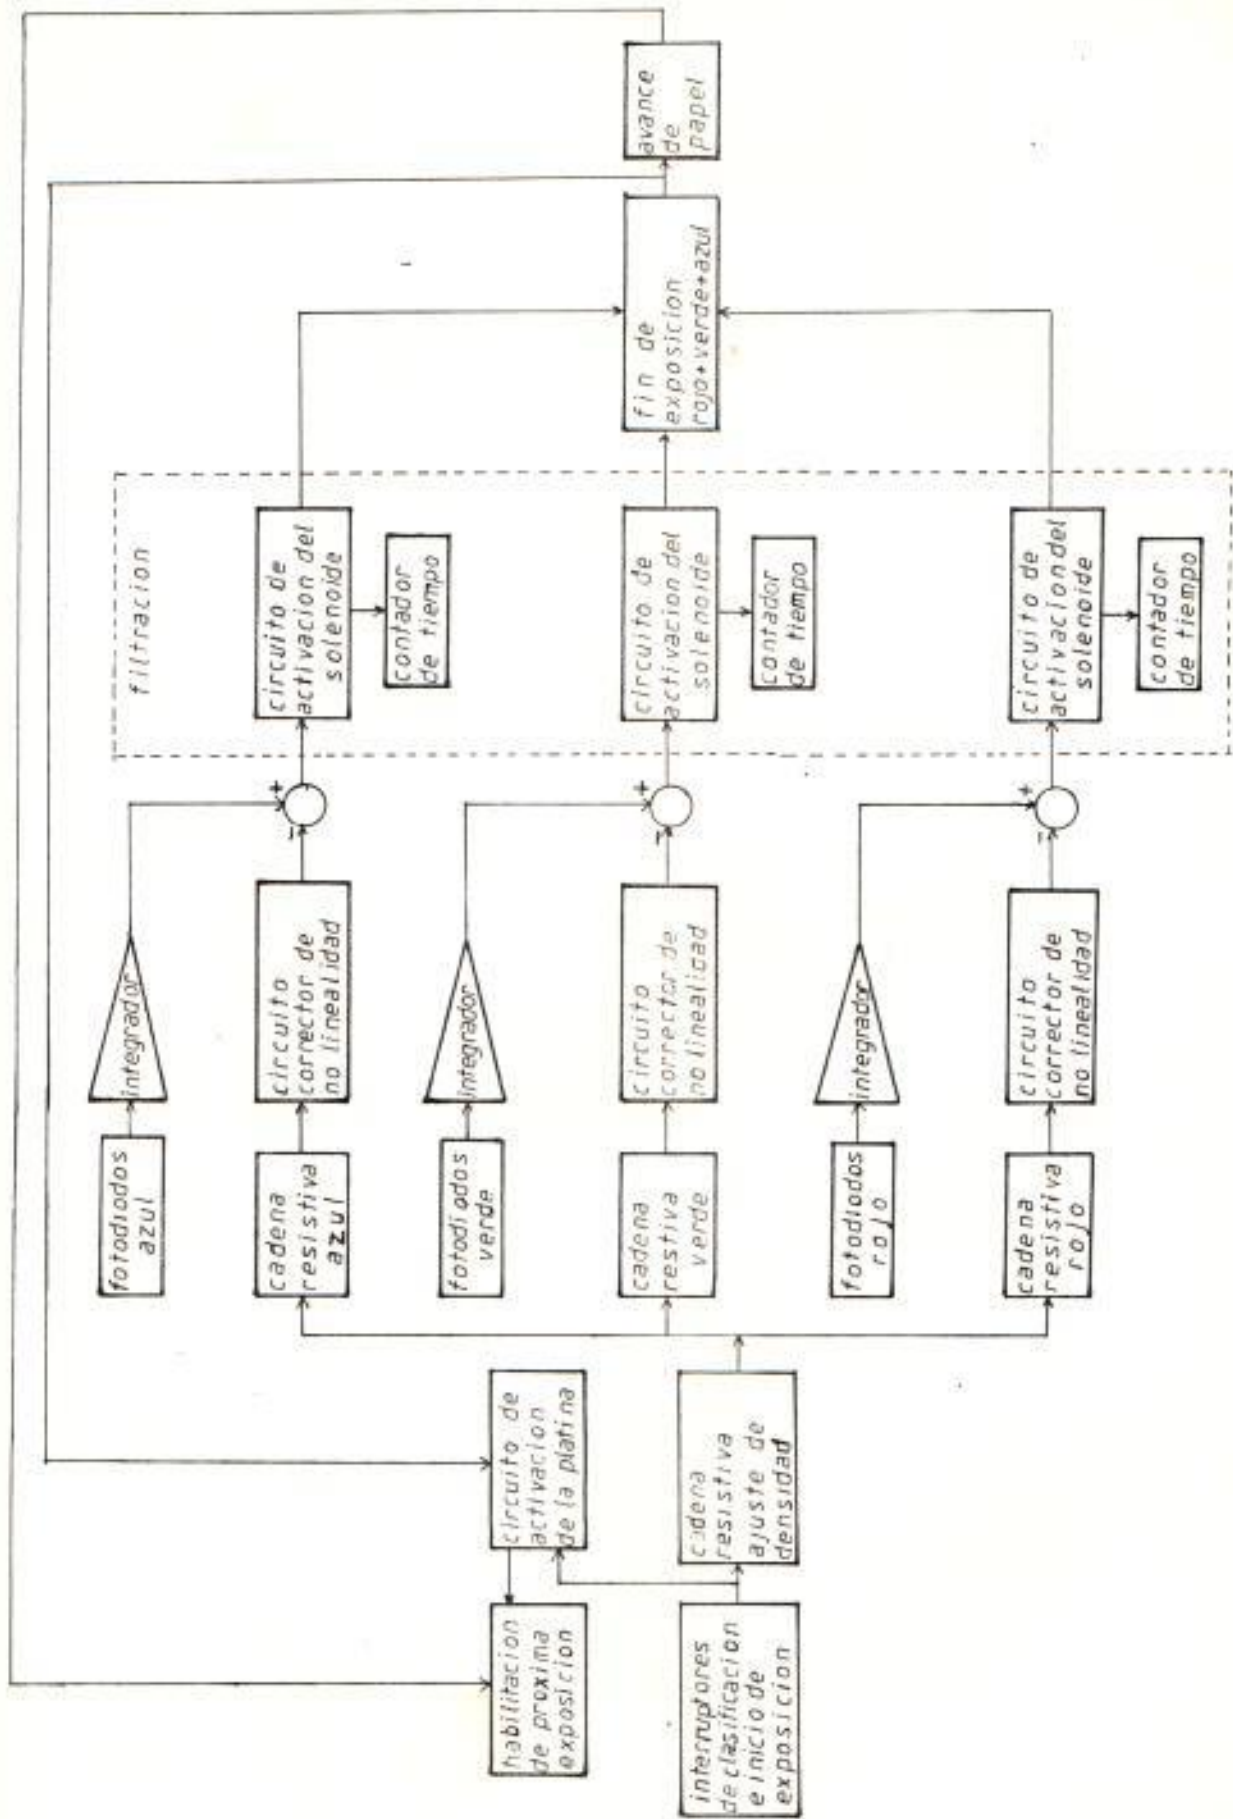 habilitacion
de proxima
exposicion
circuito de
activacion
de la platina
interruptores
de clasificacion
e inicio de
exposicion
cadena
resistiva
ajuste de
densidad
fotodiodos
azul
integrador
cadena
resistiva
azul
circuito
corrector de
no linealidad
+
-
fotodiodos
verde
integrador
cadena
restiva
verde
circuito
corrector de
no linealidad
+
-
fotodiodos
rojo
integrador
cadena
resistiva
rojo
circuito
corrector de
no linealidad
+
-
filtracion
circuito de
activacion del
solenoide
contador
de tiempo
circuito de
activacion del
solenoide
contador
de tiempo
circuito de
activacion del
solenoide
contador
de tiempo
fin de
exposicion
rojo+verde+azul
avance
de
papel